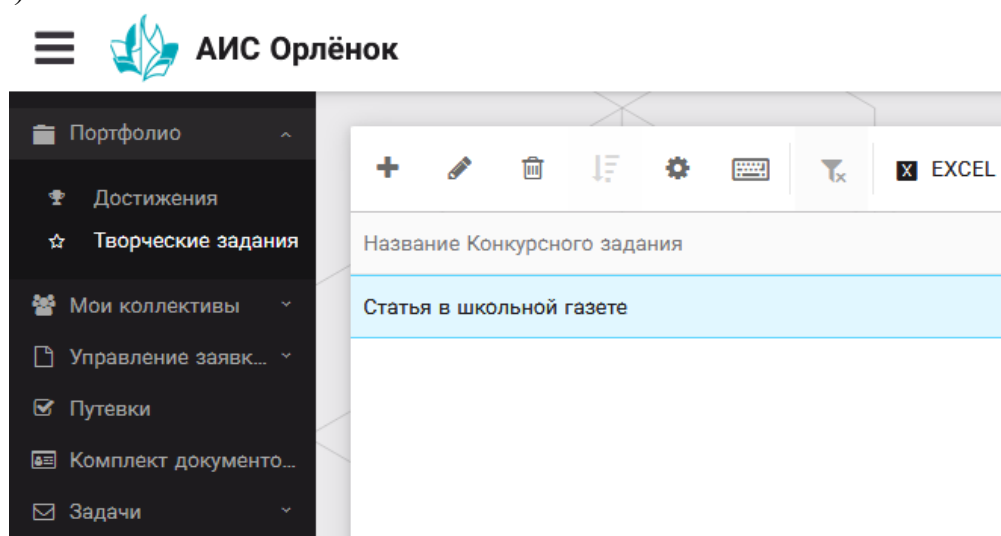 )
АИС Орлёнок
Портфолио
Достижения
Творческие задания
Мои коллективы
Управление заявк...
Путевки
Комплект документо...
Задачи
X EXCEL
Название Конкурсного задания
Статья в школьной газете